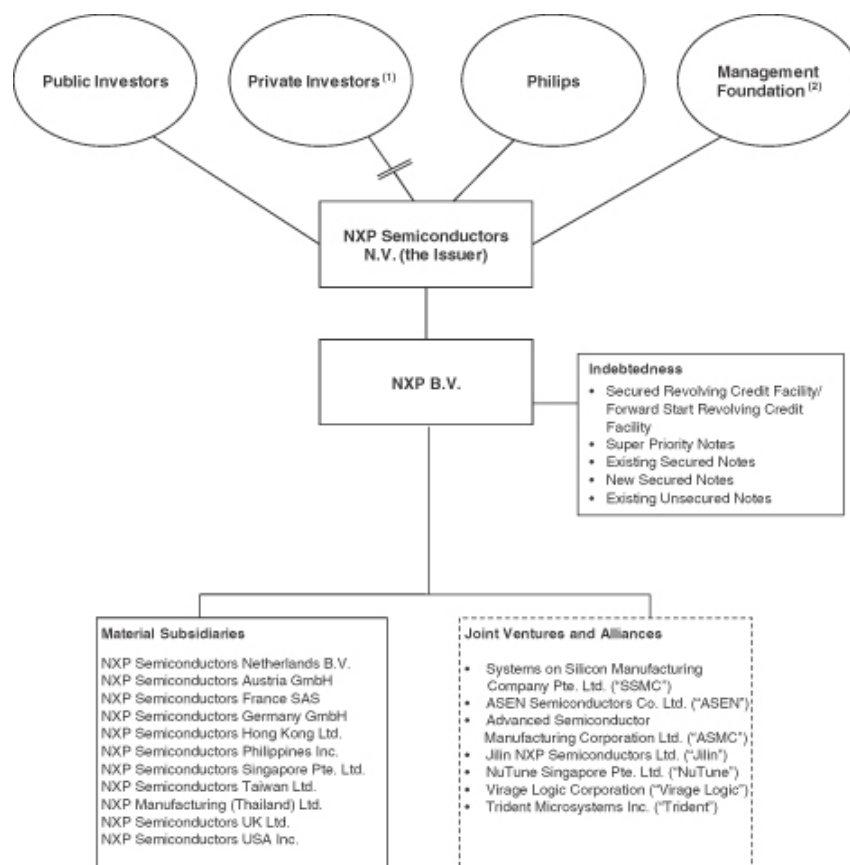 Public Investors
Private Investors (1)
Philips
Management
Foundation (2)
NXP Semiconductors
N.V. (the Issuer)
NXP B.V.
Indebtedness
• Secured Revolving Credit Facility/
Forward Start Revolving Credit
Facility
• Super Priority Notes
• Existing Secured Notes
• New Secured Notes
• Existing Unsecured Notes
Material Subsidiaries
NXP Semiconductors Netherlands B.V.
NXP Semiconductors Austria GmbH
NXP Semiconductors France SAS
NXP Semiconductors Germany GmbH
NXP Semiconductors Hong Kong Ltd.
NXP Semiconductors Philippines Inc.
NXP Semiconductors Singapore Pte. Ltd.
NXP Semiconductors Taiwan Ltd.
NXP Manufacturing (Thailand) Ltd.
NXP Semiconductors UK Ltd.
NXP Semiconductors USA Inc.
Joint Ventures and Alliances
• Systems on Silicon Manufacturing
Company Pte. Ltd. (“SSMC”)
• ASEN Semiconductors Co. Ltd. (“ASEN”)
• Advanced Semiconductor
Manufacturing Corporation Ltd. (“ASMC”)
• Jilin NXP Semiconductors Ltd. (“Jilin”)
• NuTune Singapore Pte. Ltd. (“NuTune”)
• Virage Logic Corporation (“Virage Logic”)
• Trident Microsystems Inc. (“Trident”)